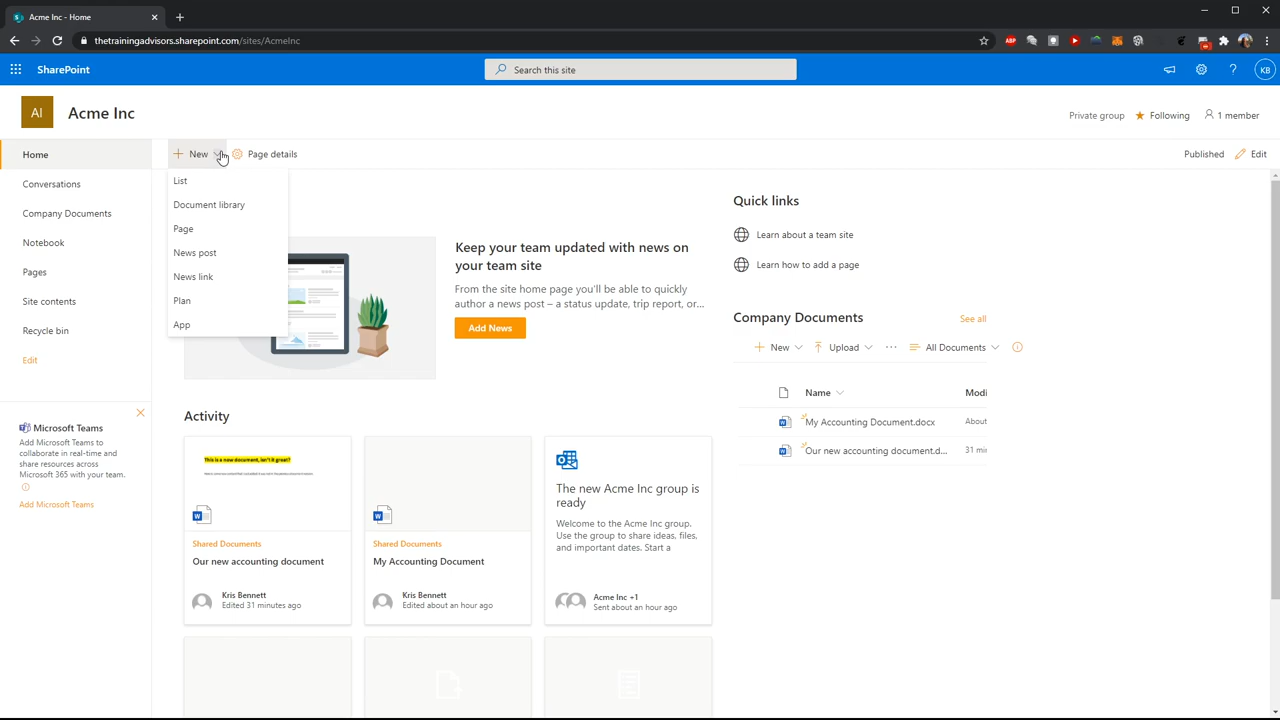 Acme Inc - Home
thetrainingadvisors.sharepoint.com/sites/AcmeInc
ABP
SharePoint
Search this site
?
KB
AI
Acme Inc
Private group
Following
1 member
Home
Conversations
Company Documents
Notebook
Pages
Site contents
Recycle bin
Edit
New
Page details
Published
Edit
List
Document library
Page
News post
News link
Plan
App
Keep your team updated with news on
your team site
From the site home page you'll be able to quickly
author a news post – a status update, trip report, or...
Add News
Quick links
Learn about a team site
Learn how to add a page
Company Documents
See all
New
Upload
All Documents
Name
Modi
My Accounting Document.docx
About
Our new accounting document.d...
31 min
Activity
This is a new document, isn't it great?
Shared Documents
Our new accounting document
Kris Bennett
Edited 31 minutes ago
Shared Documents
My Accounting Document
Kris Bennett
Edited about an hour ago
The new Acme Inc group is
ready
Welcome to the Acme Inc group.
Use the group to share ideas, files,
and important dates. Start a
Acme Inc +1
Sent about an hour ago
Microsoft Teams
Add Microsoft Teams to
collaborate in real-time and
share resources across
Microsoft 365 with your team.
Add Microsoft Teams